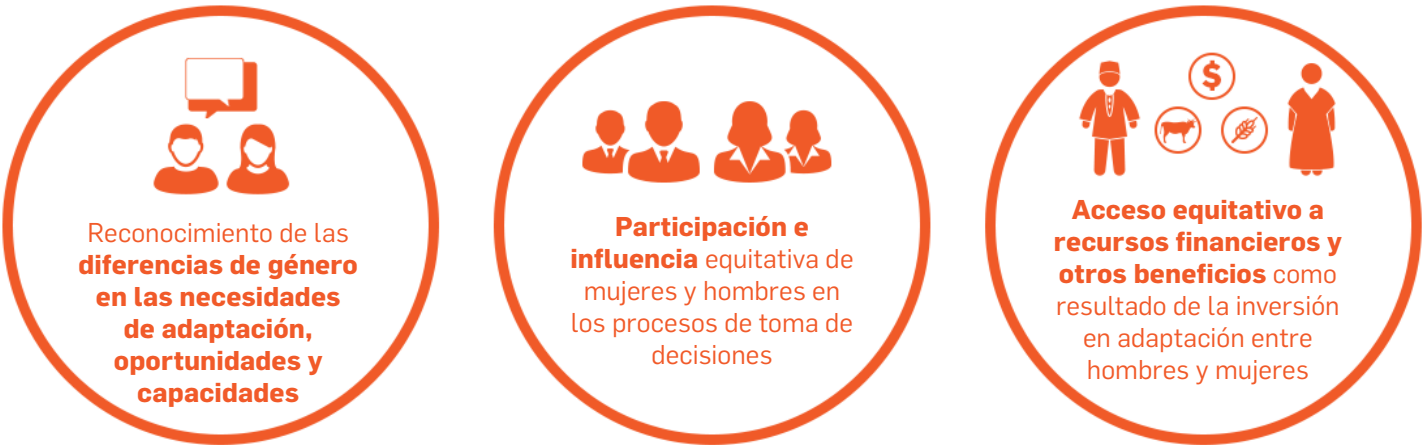 Reconocimiento de las
diferencias de género
en las necesidades
de adaptación,
oportunidades y
capacidades
Participación e
influencia equitativa de
mujeres y hombres en
los procesos de toma de
decisiones
$
Acceso equitativo a
recursos financieros y
otros beneficios como
resultado de la inversión
en adaptación entre
hombres y mujeres